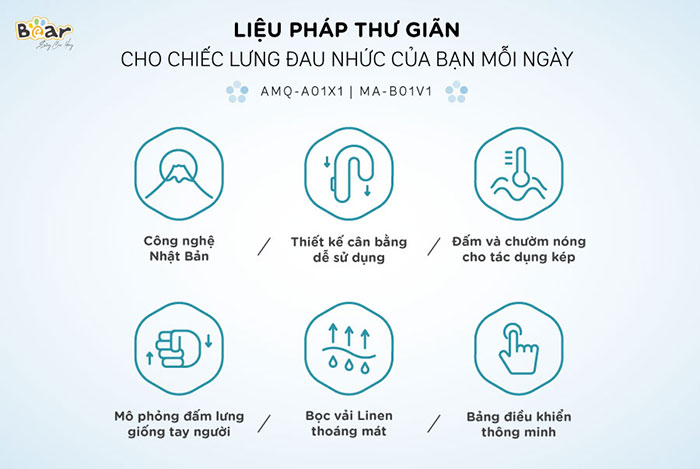 Bear
LIỆU PHÁP THƯ GIÃN
CHO CHIẾC LƯNG ĐAU NHỨC CỦA BẠN MỖI NGÀY
AMQ-A01X1 | MA-B01V1
Công nghệ
Nhật Bản
/
Thiết kế cân bằng
dễ sử dụng
/
Đấm và chườm nóng
cho tác dụng kép
Mô phỏng đấm lưng
giống tay người
/
Bọc vải Linen
thoáng mát
/
Bảng điều khiển
thông minh